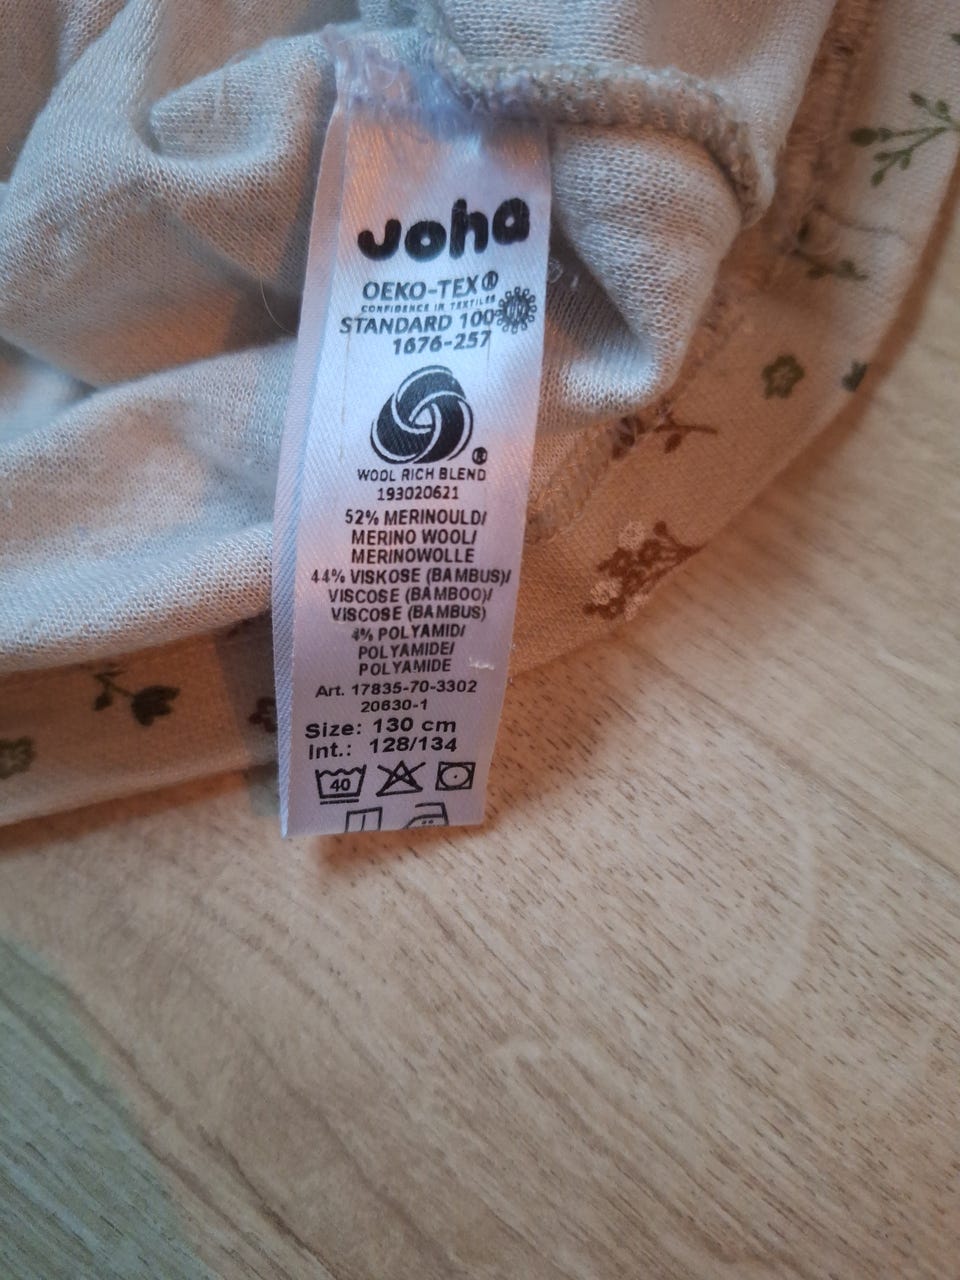 Joha
OEKO-TEX®
CONFIDENCE IN TEXTILES
STANDARD 100
1676-257
®
WOOL RICH BLEND
193020621
52% MERINOULD/
MERINO WOOL/
MERINOWOLLE
44% VISKOSE (BAMBUS)/
VISCOSE (BAMBOO)/
VISCOSE (BAMBUS)
4% POLYAMID/
POLYAMIDE/
POLYAMIDE
Art. 17835-70-3302
20630-1
Size: 130 cm
Int.: 128/134
40